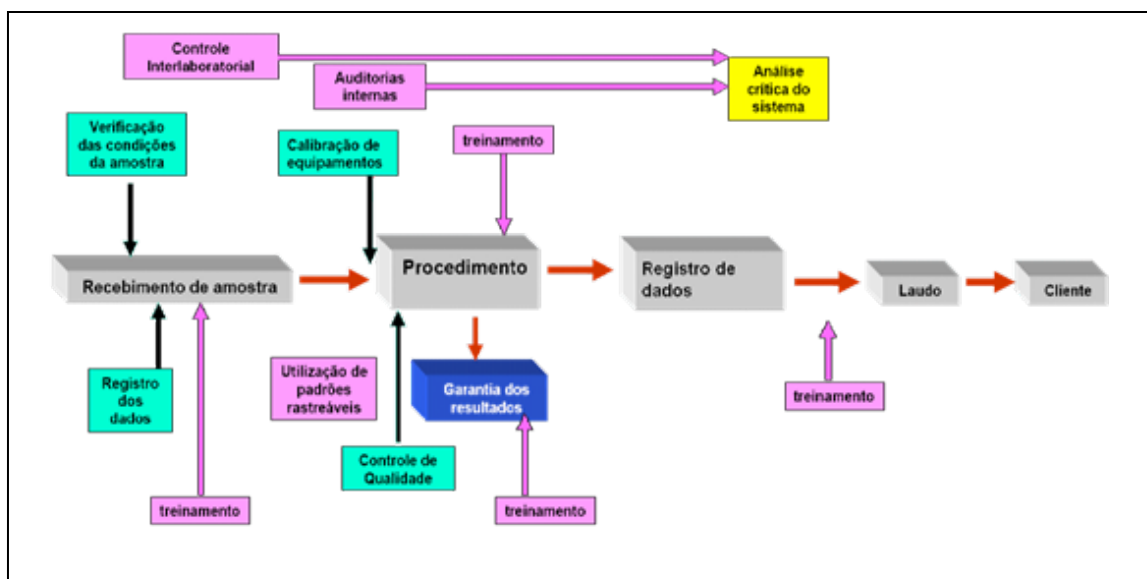 Controle
Interlaboratorial
Auditorias
internas
Análise
crítica do
sistema
Verificação
das condições
da amostra
Calibração de
equipamentos
treinamento
Recebimento de amostra
Procedimento
Registro de
dados
Laudo
Cliente
Registro
dos
dados
Utilização de
padrões
rastreáveis
Garantia dos
resultados
treinamento
Controle de
Qualidade
treinamento
treinamento